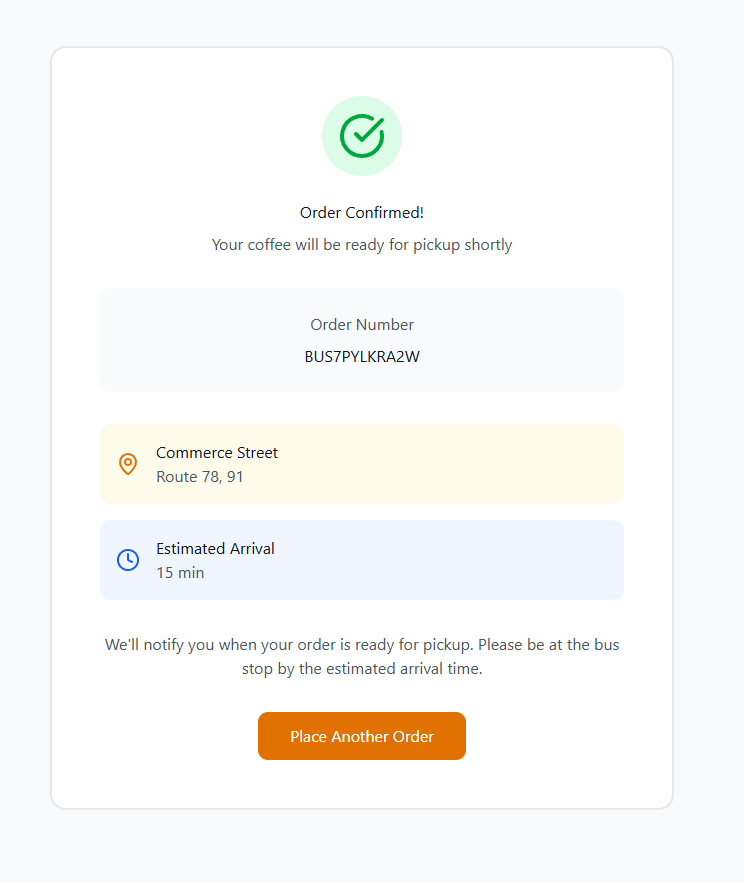 Order Confirmed!
Your coffee will be ready for pickup shortly
Order Number
BUS7PYLKRA2W
Commerce Street
Route 78, 91
Estimated Arrival
15 min
We'll notify you when your order is ready for pickup. Please be at the bus
stop by the estimated arrival time.
Place Another Order